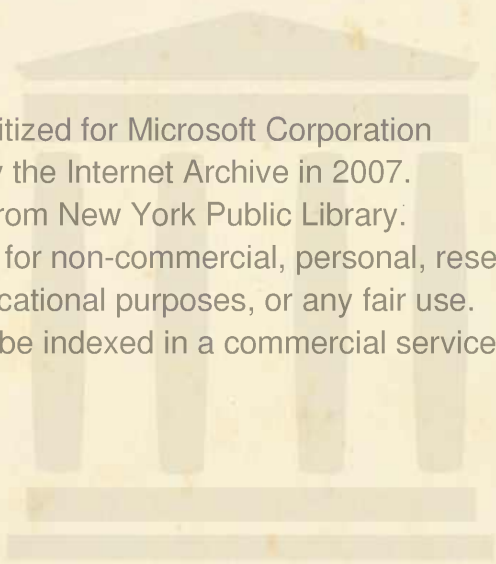 itized for Microsoft Corporation
the Internet Archive in 2007.
rom New York Public Library.
for non-commercial, personal, rese
cational purposes, or any fair use.
be indexed in a commercial service